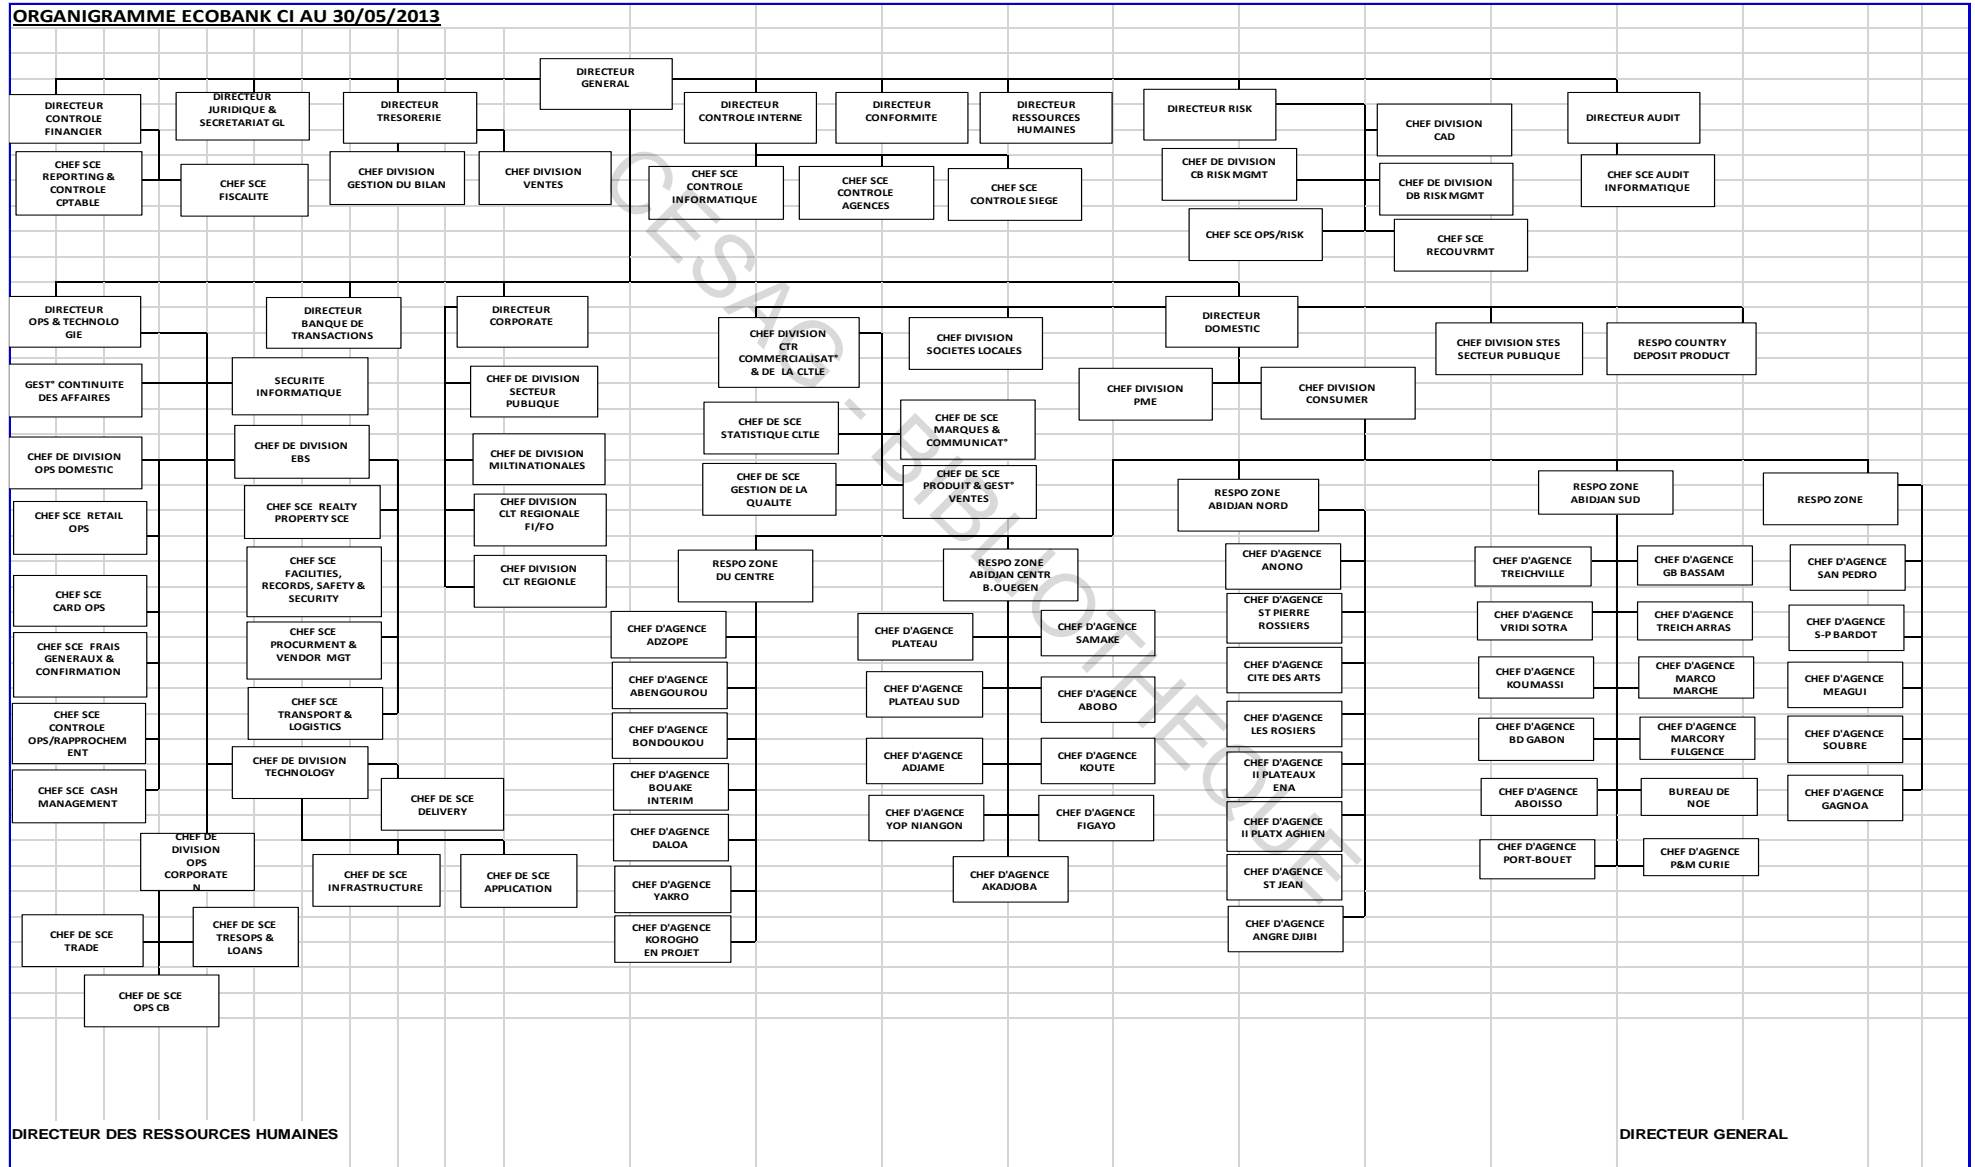 ORGANIGRAMME ECOBANK CI AU 30/05/2013
DIRECTEUR
GENERAL
DIRECTEUR
CONTROLE
FINANCIER
DIRECTEUR
JURIDIQUE &
SECRETARIAT GL
DIRECTEUR
TRESORERIE
DIRECTEUR
CONTROLE INTERNE
DIRECTEUR
CONFORMITE
DIRECTEUR
RESSOURCES
HUMAINES
DIRECTEUR RISK
CHEF DIVISION
CAD
DIRECTEUR AUDIT
CHEF SCE
REPORTING &
CONTROLE
CPTABLE
CHEF SCE
FISCALITE
CHEF DIVISION
GESTION DU BILAN
CHEF DIVISION
VENTES
CHEF SCE
CONTROLE
INFORMATIQUE
CHEF SCE
CONTROLE
AGENCES
CHEF SCE
CONTROLE SIEGE
CHEF DE DIVISION
CB RISK MGMT
CHEF DE DIVISION
DB RISK MGMT
CHEF SCE AUDIT
INFORMATIQUE
CHEF SCE OPS/RISK
CHEF SCE
RECOUVRMT
DIRECTEUR
OPS & TECHNOLO
GIE
DIRECTEUR
BANQUE DE
TRANSACTIONS
DIRECTEUR
CORPORATE
DIRECTEUR
DOMESTIC
CHEF DIVISION
CTR
COMMERCIALISAT°
& DE LA CLTLE
CHEF DIVISION
SOCIETES LOCALES
CHEF DIVISION STES
SECTEUR PUBLIQUE
RESPO COUNTRY
DEPOSIT PRODUCT
GEST° CONTINUITE
DES AFFAIRES
SECURITE
INFORMATIQUE
CHEF DE DIVISION
SECTEUR
PUBLIQUE
CHEF DIVISION
PME
CHEF DIVISION
CONSUMER
CHEF DE SCE
STATISTIQUE CLTLE
CHEF DE SCE
MARQUES &
COMMUNICAT°
CHEF DE DIVISION
OPS DOMESTIC
CHEF DE DIVISION
EBS
CHEF DE DIVISION
MILTINATIONALES
CHEF DE SCE
GESTION DE LA
QUALITE
CHEF DE SCE
PRODUIT & GEST°
VENTES
RESPO ZONE
ABIDJAN NORD
RESPO ZONE
ABIDJAN SUD
RESPO ZONE
CHEF SCE RETAIL
OPS
CHEF SCE REALTY
PROPERTY SCE
CHEF DIVISION
CLT REGIONALE
FI/FO
CHEF SCE
FACILITIES,
RECORDS, SAFETY &
SECURITY
CHEF DIVISION
CLT REGIONLE
RESPO ZONE
DU CENTRE
RESPO ZONE
ABIDJAN CENTR
B.OUEGEN
CHEF D'AGENCE
ANONO
CHEF D'AGENCE
TREICHVILLE
CHEF D'AGENCE
GB BASSAM
CHEF D'AGENCE
SAN PEDRO
CHEF SCE
CARD OPS
CHEF D'AGENCE
ST PIERRE
ROSSIERS
CHEF D'AGENCE
VRIDI SOTRA
CHEF D'AGENCE
TREICH ARRAS
CHEF D'AGENCE
S-P BARDOT
CHEF SCE FRAIS
GENERAUX &
CONFIRMATION
CHEF SCE
PROCURMENT &
VENDOR MGT
CHEF D'AGENCE
ADZOPE
CHEF D'AGENCE
PLATEAU
CHEF D'AGENCE
SAMAKE
CHEF D'AGENCE
CITE DES ARTS
CHEF D'AGENCE
KOUMASSI
CHEF D'AGENCE
MARCO
MARCHE
CHEF D'AGENCE
MEAGUI
CHEF D'AGENCE
ABENGOUROU
CHEF D'AGENCE
PLATEAU SUD
CHEF D'AGENCE
ABOBO
CHEF SCE
CONTROLE
OPS/RAPPROCHEM
ENT
CHEF SCE
TRANSPORT &
LOGISTICS
CHEF D'AGENCE
BONDOUKOU
CHEF D'AGENCE
LES ROSIERS
CHEF D'AGENCE
BD GABON
CHEF D'AGENCE
MARCORY
FULGENCE
CHEF D'AGENCE
SOUBRE
CHEF DE DIVISION
TECHNOLOGY
CHEF D'AGENCE
ADJAME
CHEF D'AGENCE
KOUTE
CHEF D'AGENCE
II PLATEAUX
ENA
CHEF SCE CASH
MANAGEMENT
CHEF DE SCE
DELIVERY
CHEF D'AGENCE
BOUAKE
INTERIM
CHEF D'AGENCE
ABOISSO
BUREAU DE
NOE
CHEF D'AGENCE
GAGNOA
CHEF D'AGENCE
YOP NIANGON
CHEF D'AGENCE
FIGAYO
CHEF D'AGENCE
II PLATX AGHIEN
CHEF DE
DIVISION
OPS
CORPORATE
N
CHEF D'AGENCE
DALOA
CHEF D'AGENCE
PORT-BOUET
CHEF D'AGENCE
P&M CURIE
CHEF DE SCE
INFRASTRUCTURE
CHEF DE SCE
APPLICATION
CHEF D'AGENCE
YAKRO
CHEF D'AGENCE
AKADJOBA
CHEF D'AGENCE
ST JEAN
CHEF DE SCE
TRADE
CHEF DE SCE
TRESOPS &
LOANS
CHEF D'AGENCE
KOROGHO
EN PROJET
CHEF D'AGENCE
ANGRE DJIBI
CHEF DE SCE
OPS CB
CESAG - BIBLIOTHEQUE
DIRECTEUR DES RESSOURCES HUMAINES
DIRECTEUR GENERAL